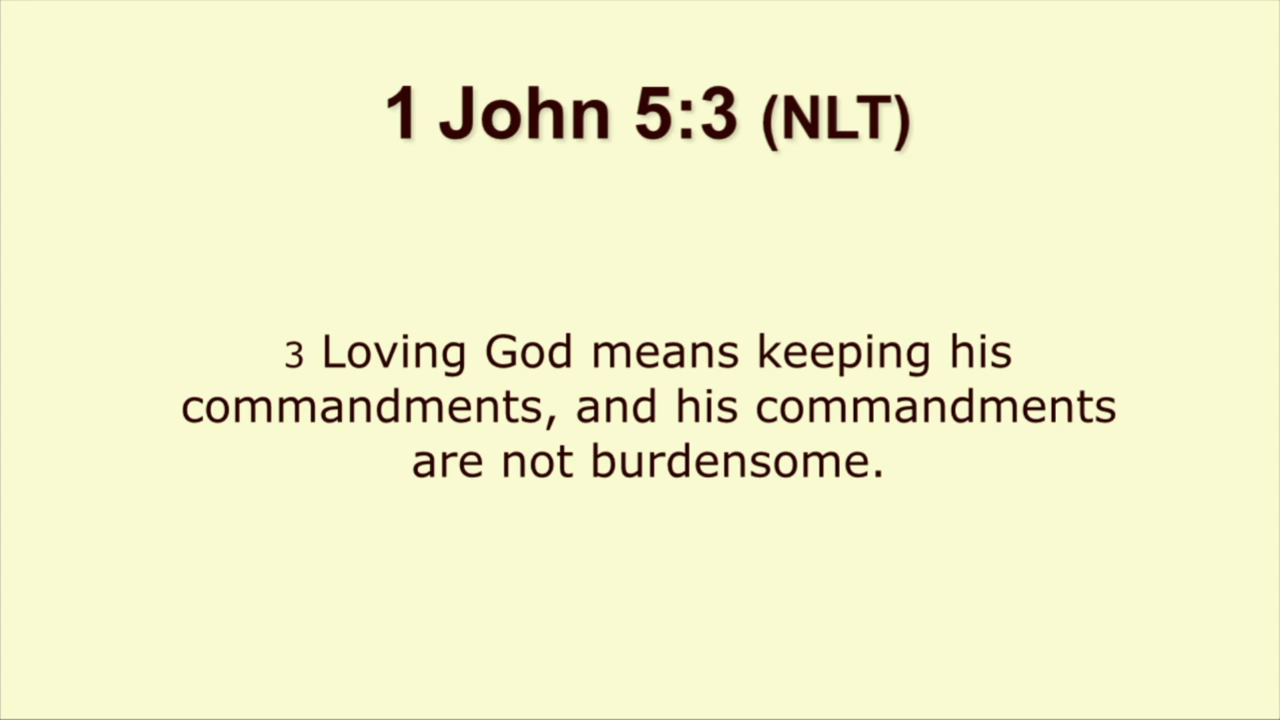 1 John 5:3 (NLT)
3 Loving God means keeping his
commandments, and his commandments
are not burdensome.